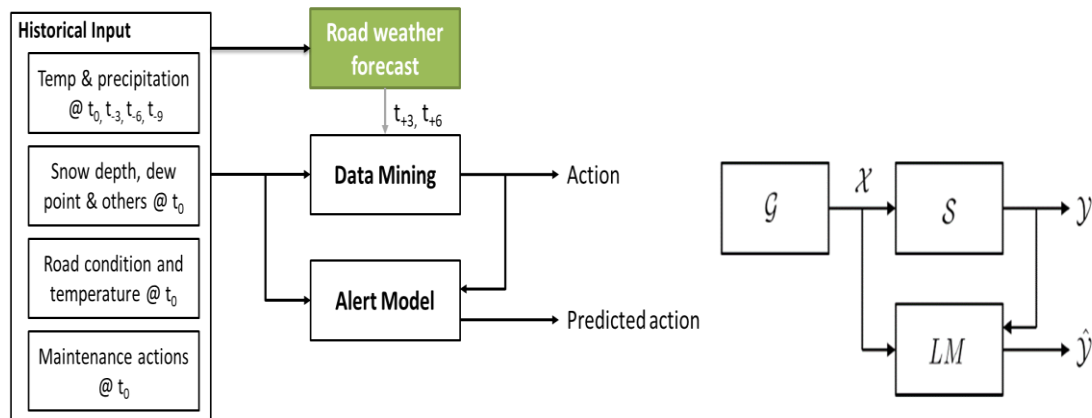 Historical Input
Temp & precipitation
@ t₀, t₋₃, t₋₆, t₋₉
Snow depth, dew
point & others @ t₀
Road condition and
temperature @ t₀
Maintenance actions
@ t₀
Road weather
forecast
t₊₃, t₊₆
Data Mining
Action
Alert Model
Predicted action
𝒢
𝒳
𝒮
𝒴
LM
𝒴̂